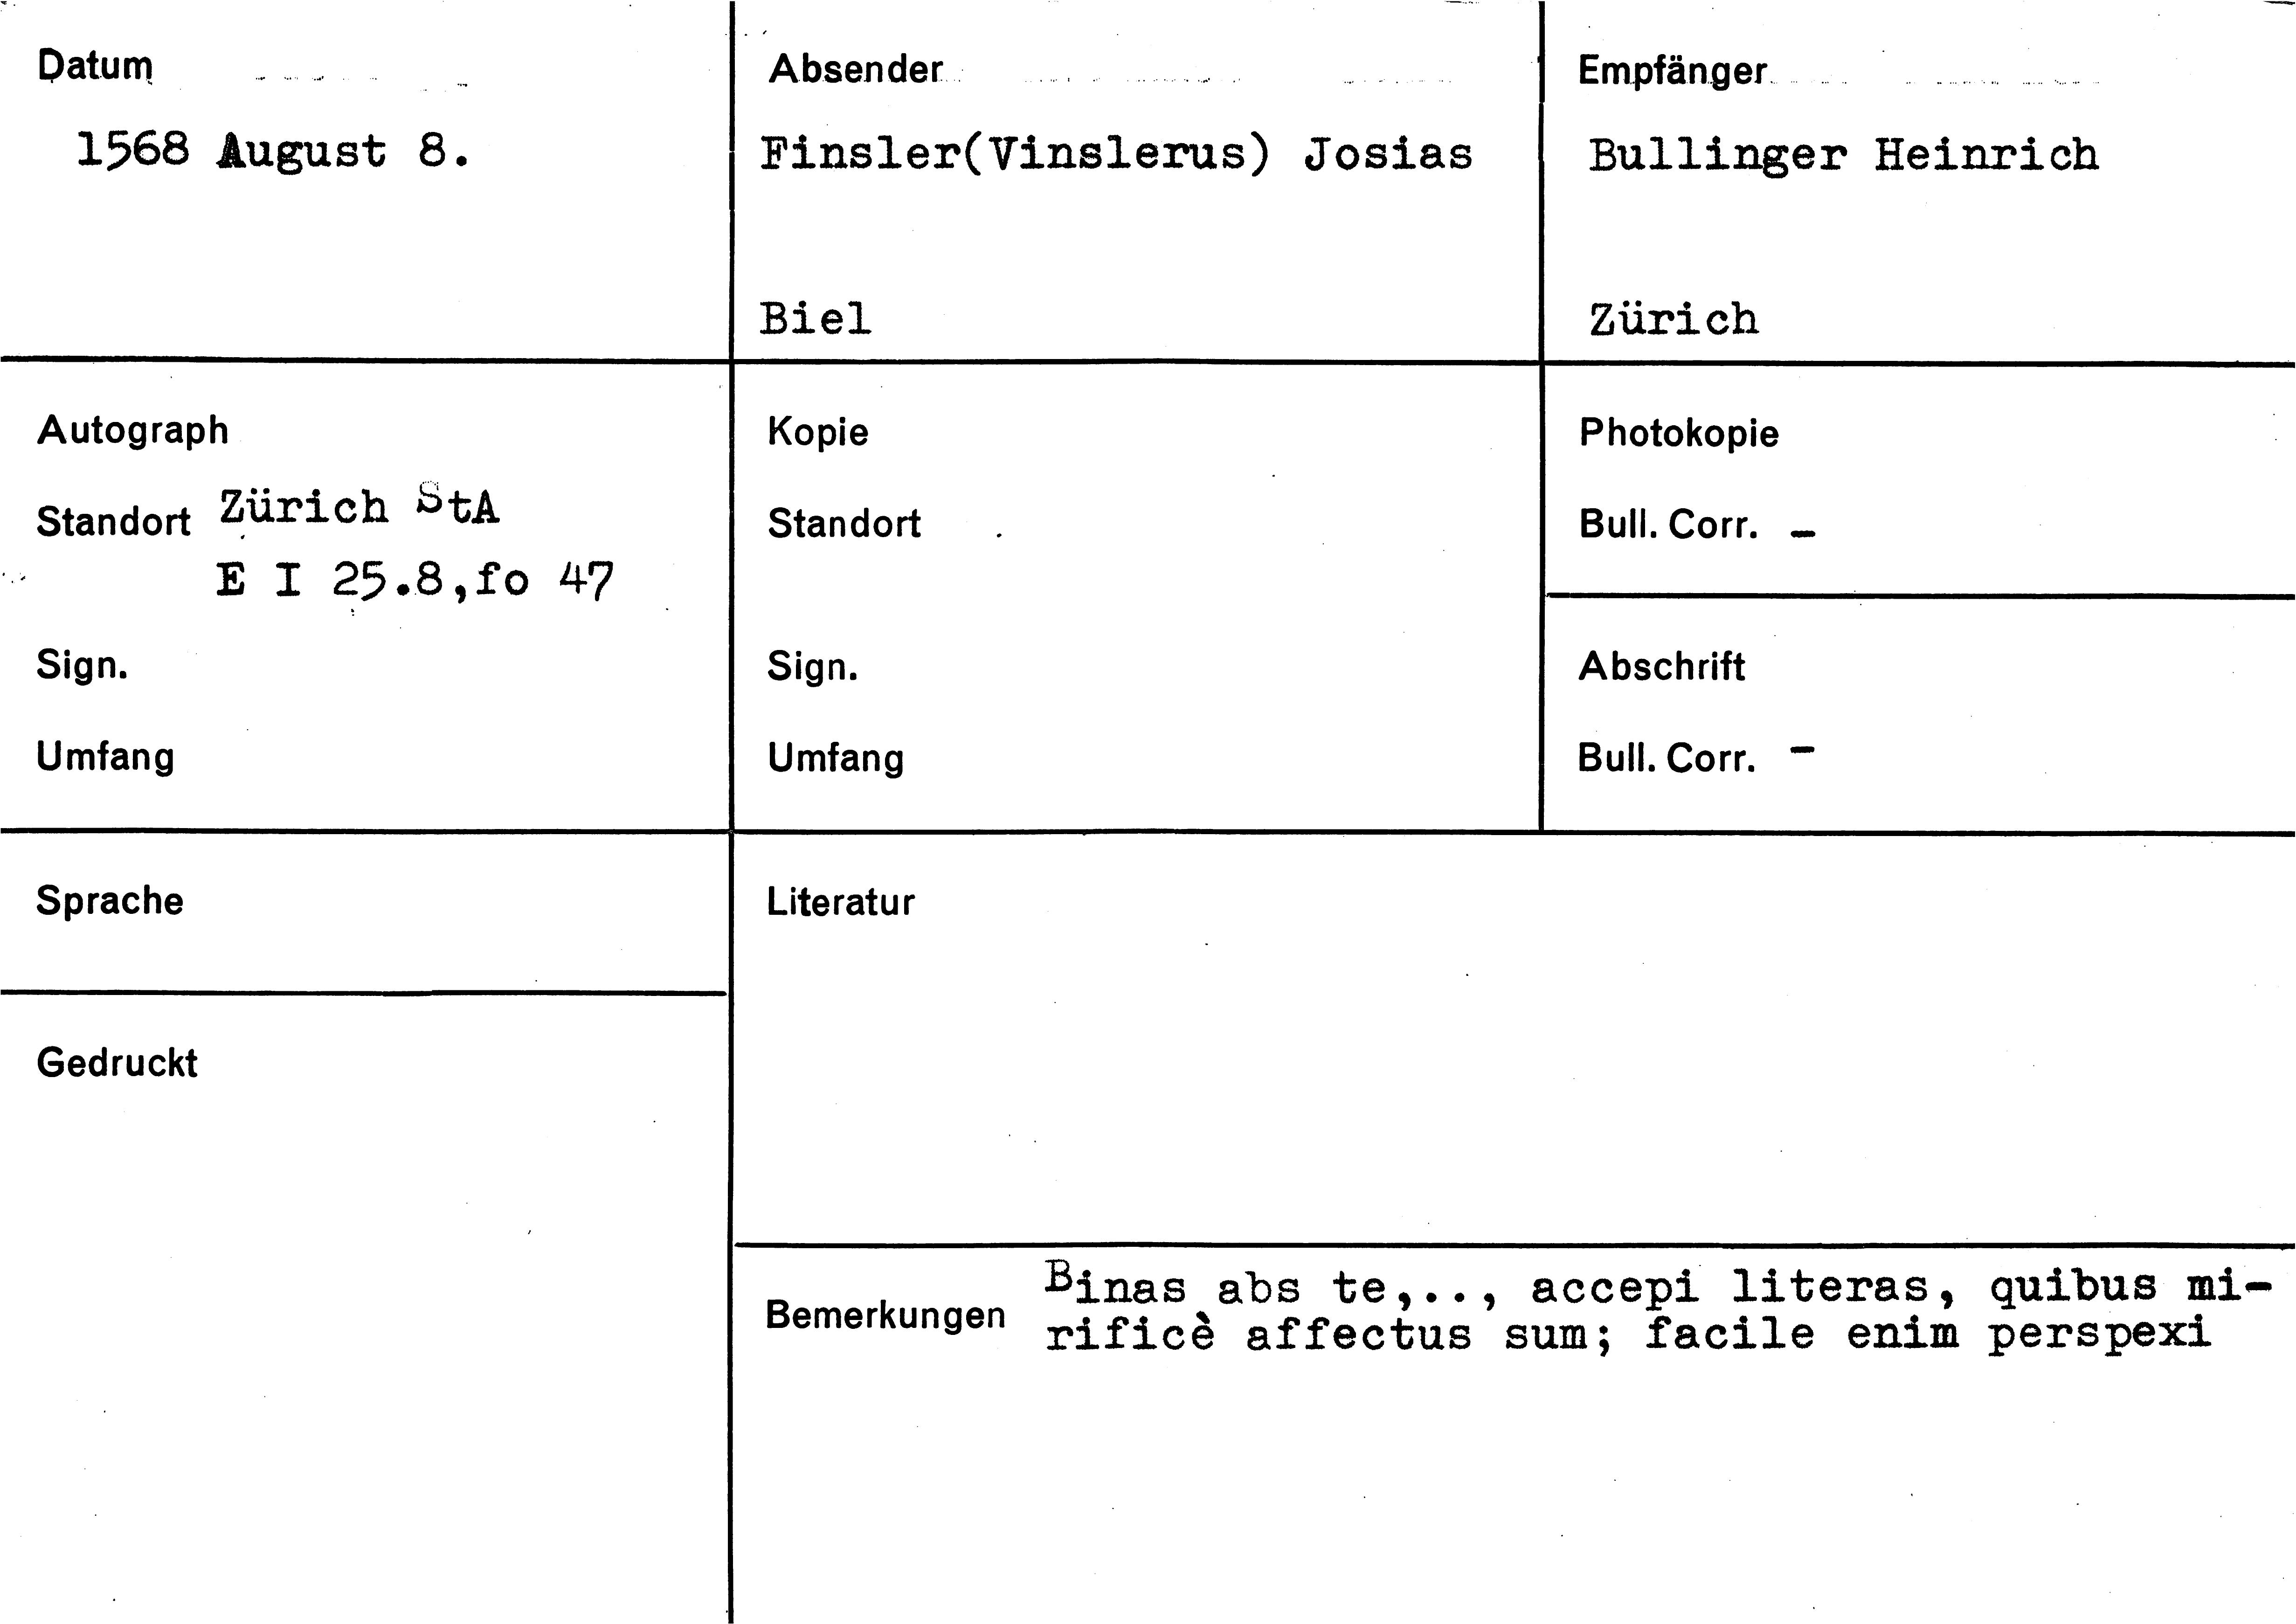 Datum
1568 August 8.
Absender
Finsler(Vinslerus) Josias
Biel
Empfänger
Bullinger Heinrich
Zürich
Autograph
Standort Zürich StA
E I 25.8,fo 47
Sign.
Umfang
Kopie
Standort
Sign.
Umfang
Photokopie
Bull. Corr. -
Abschrift
Bull. Corr. -
Sprache
Gedruckt
Literatur
Bemerkungen Binas abs te,.., accepi literas, quibus mi-
rificè affectus sum; facile enim perspexi